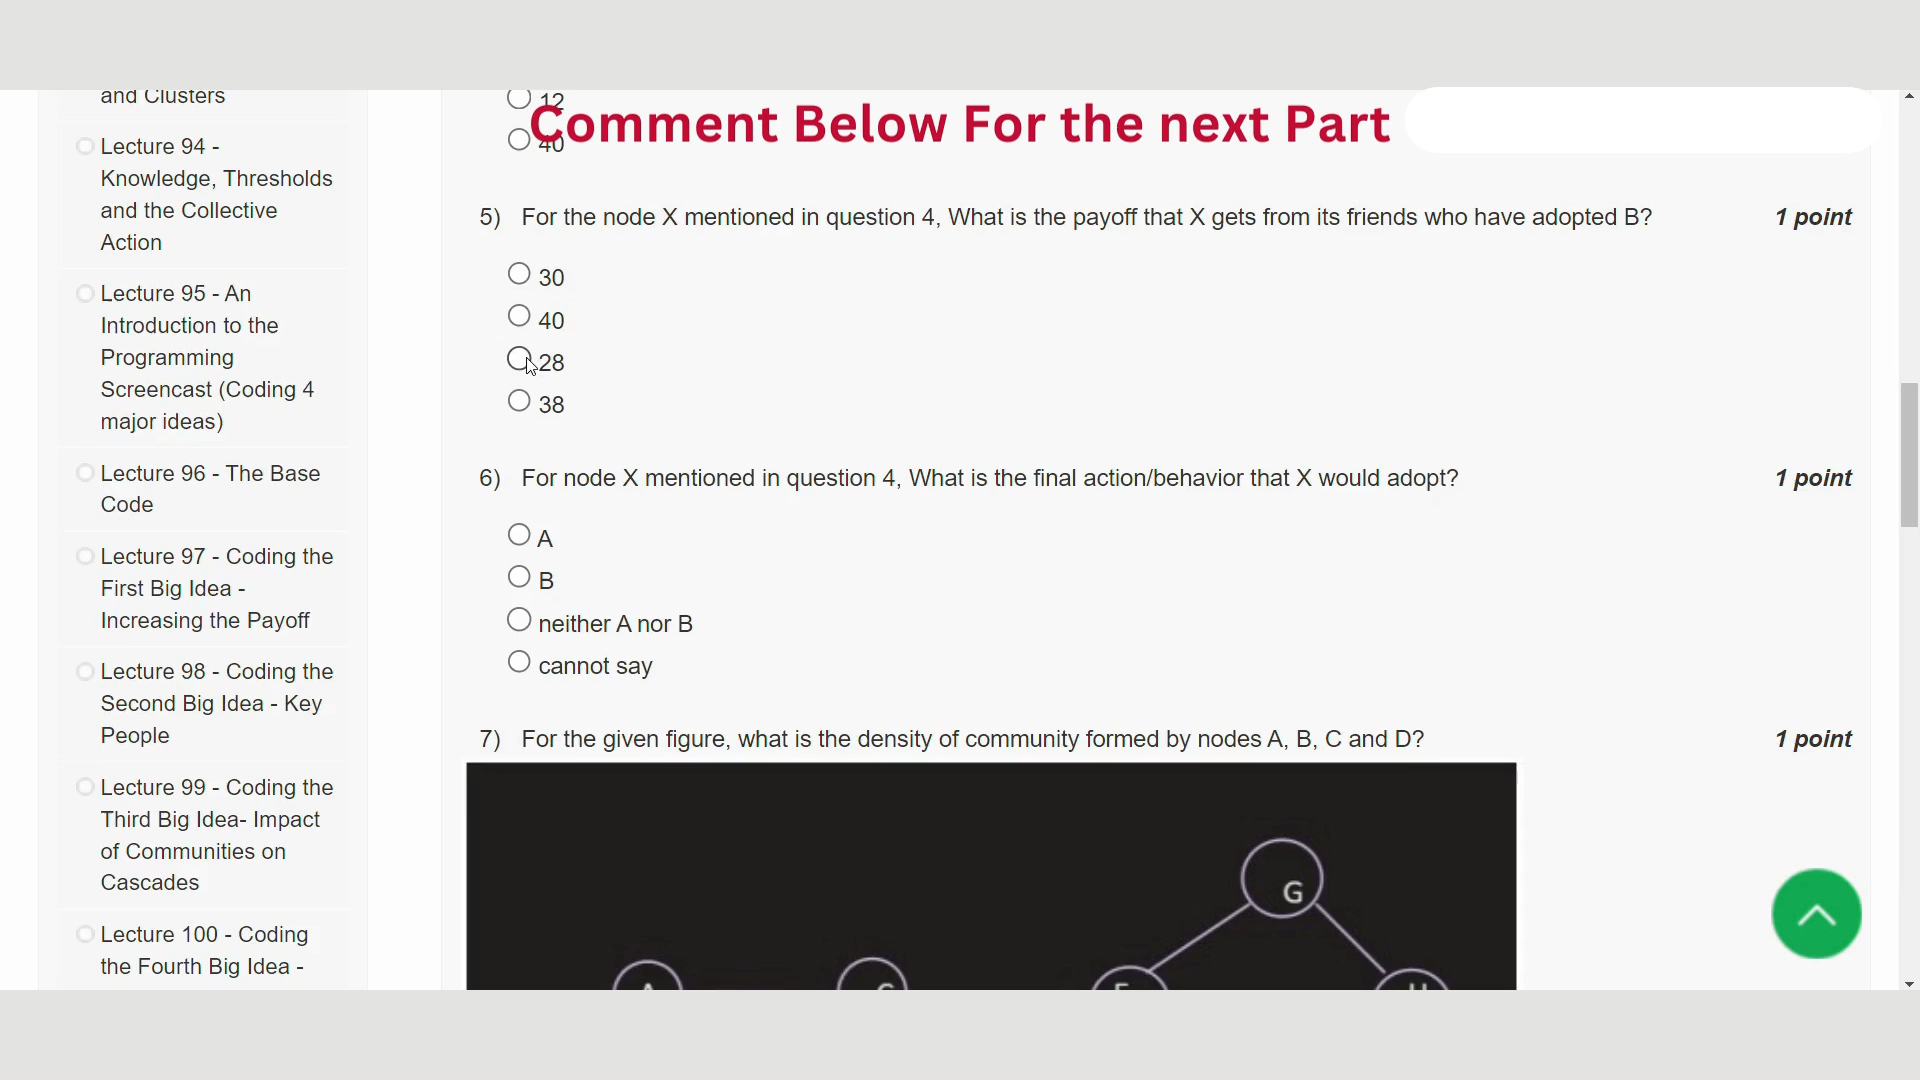 and Clusters
Lecture 94 -
Knowledge, Thresholds
and the Collective
Action
Lecture 95 - An
Introduction to the
Programming
Screencast (Coding 4
major ideas)
Lecture 96 - The Base
Code
Lecture 97 - Coding the
First Big Idea -
Increasing the Payoff
Lecture 98 - Coding the
Second Big Idea - Key
People
Lecture 99 - Coding the
Third Big Idea- Impact
of Communities on
Cascades
Lecture 100 - Coding
the Fourth Big Idea -
12
Comment Below For the next Part
40
5) For the node X mentioned in question 4, What is the payoff that X gets from its friends who have adopted B? 1 point
30
40
28
38
6) For node X mentioned in question 4, What is the final action/behavior that X would adopt? 1 point
A
B
neither A nor B
cannot say
7) For the given figure, what is the density of community formed by nodes A, B, C and D? 1 point
G